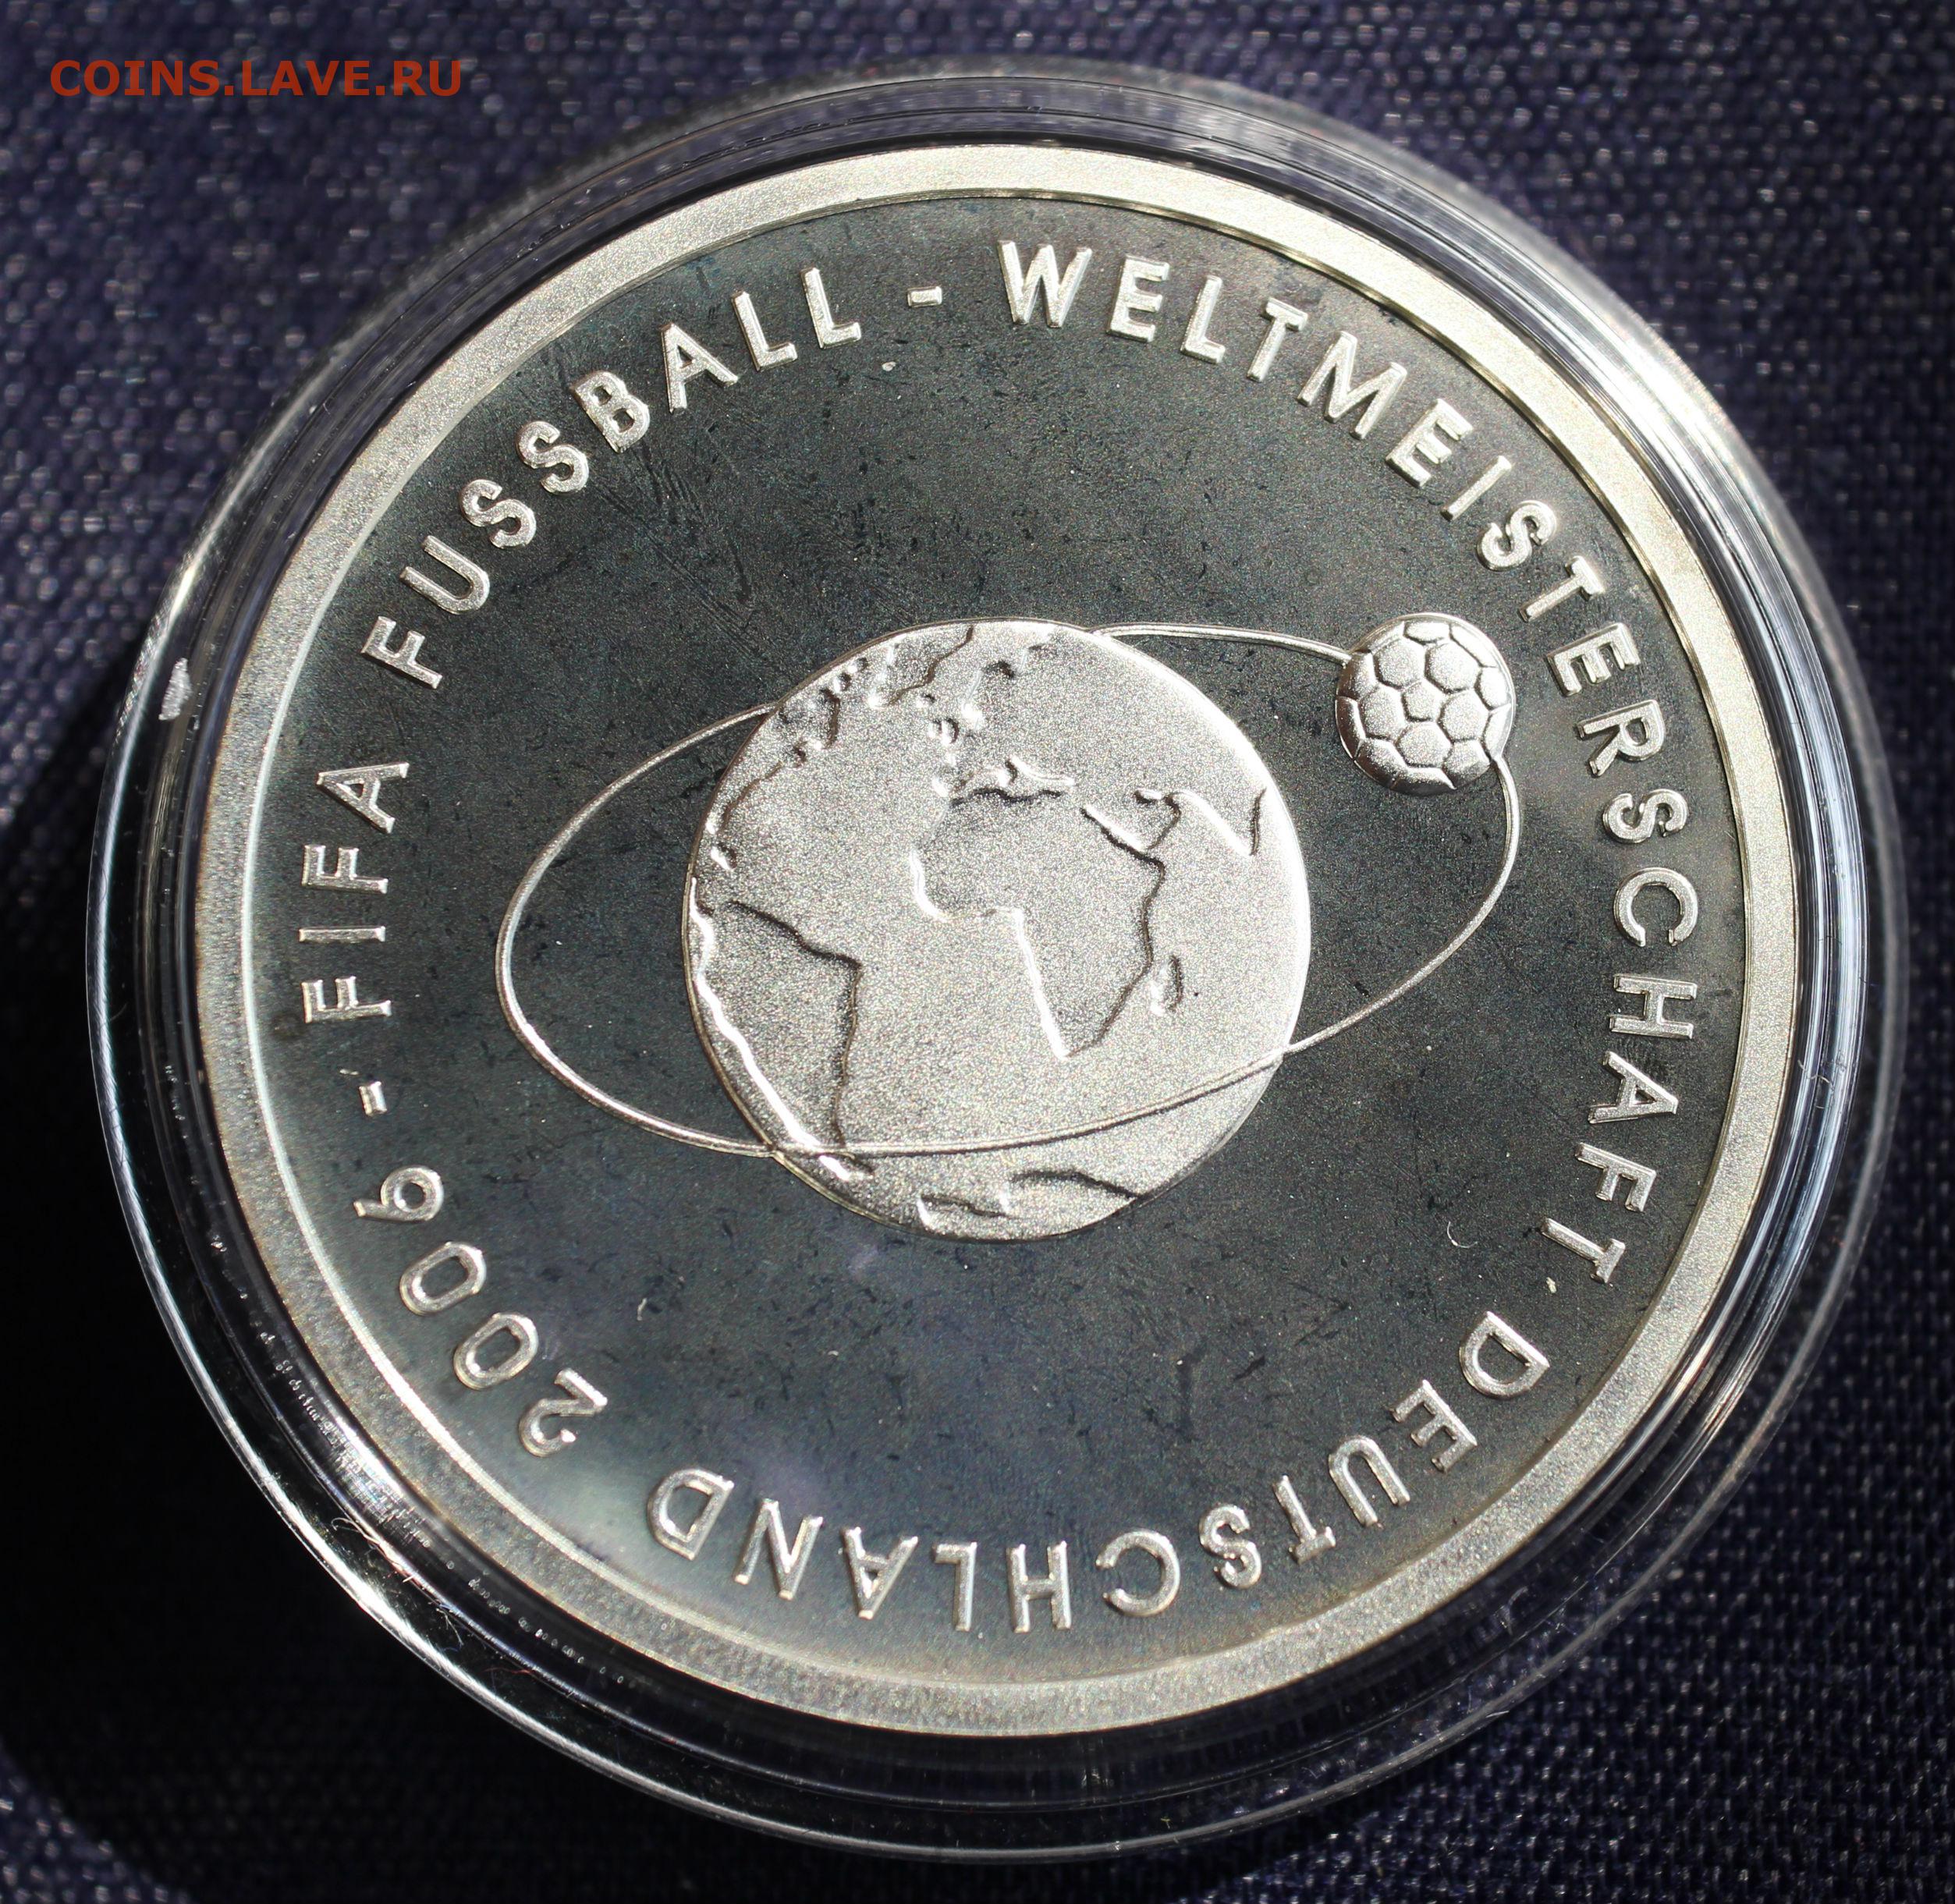 COINS.LAVE.RU
FIFA FUSSBALL - WELTMEISTERSCHAFT DEUTSCHLAND 2006 -